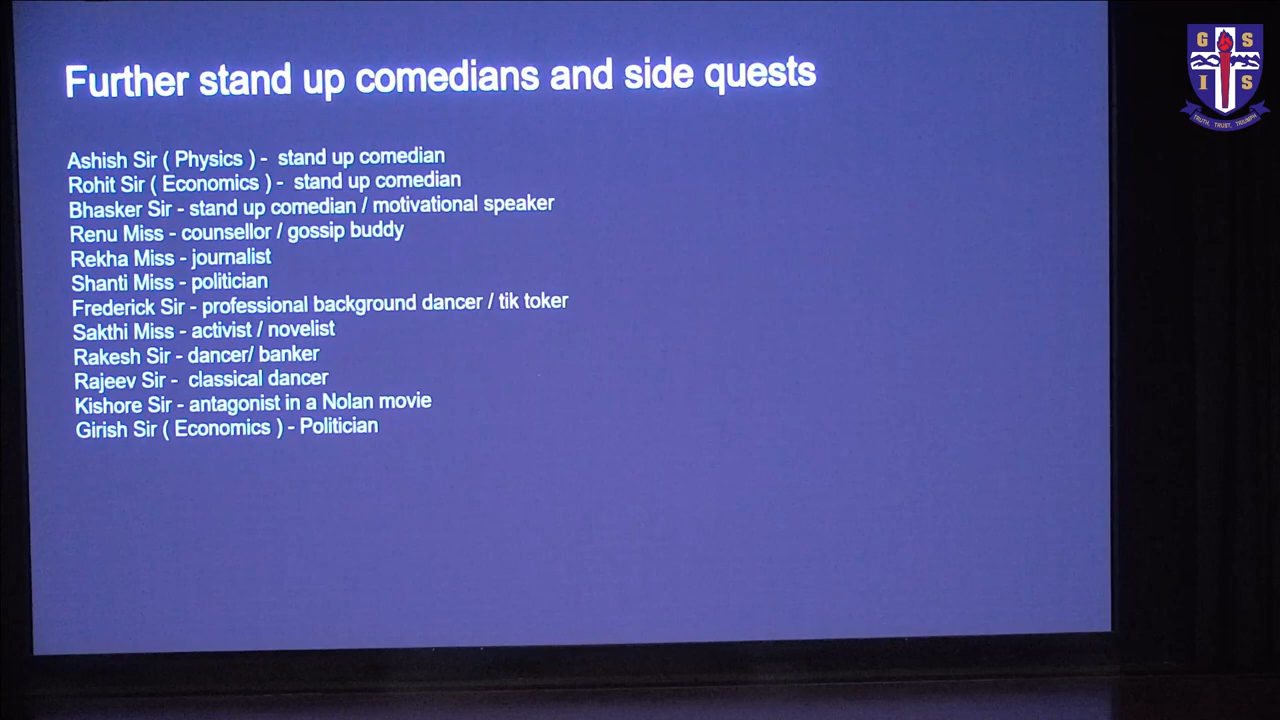 Further stand up comedians and side quests
Ashish Sir ( Physics ) -  stand up comedian
Rohit Sir ( Economics ) -  stand up comedian
Bhasker Sir - stand up comedian / motivational speaker
Renu Miss - counsellor / gossip buddy
Rekha Miss - journalist
Shanti Miss - politician
Frederick Sir - professional background dancer / tik toker
Sakthi Miss - activist / novelist
Rakesh Sir - dancer/ banker
Rajeev Sir -  classical dancer
Kishore Sir - antagonist in a Nolan movie
Girish Sir ( Economics ) - Politician
G S
I S
TRUTH, TRUST, TRIUMPH